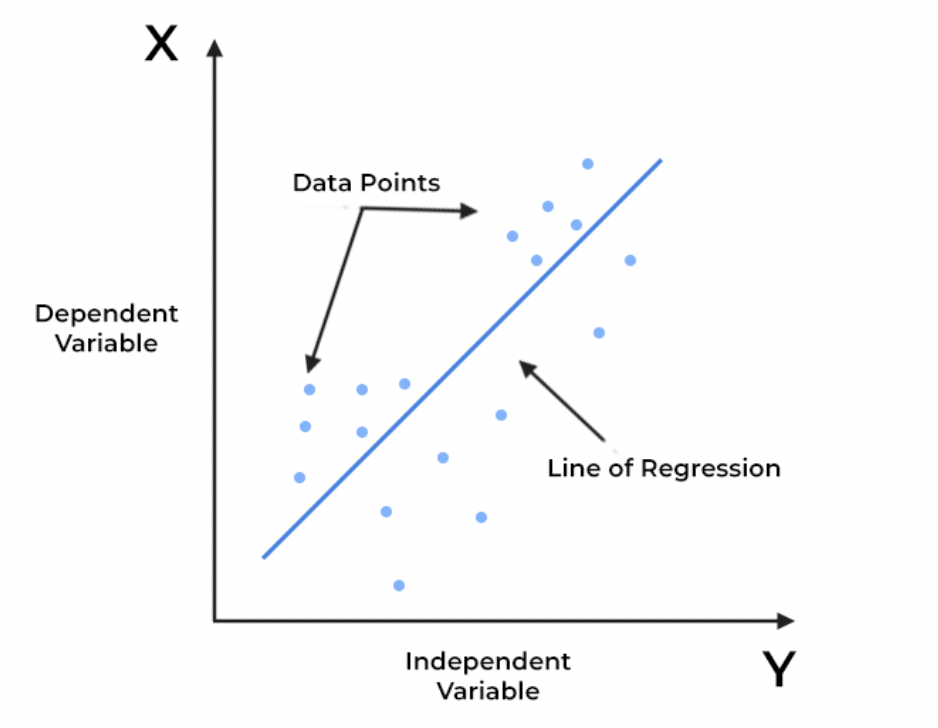 X
Data Points
Dependent
Variable
Line of Regression
Independent
Variable
Y